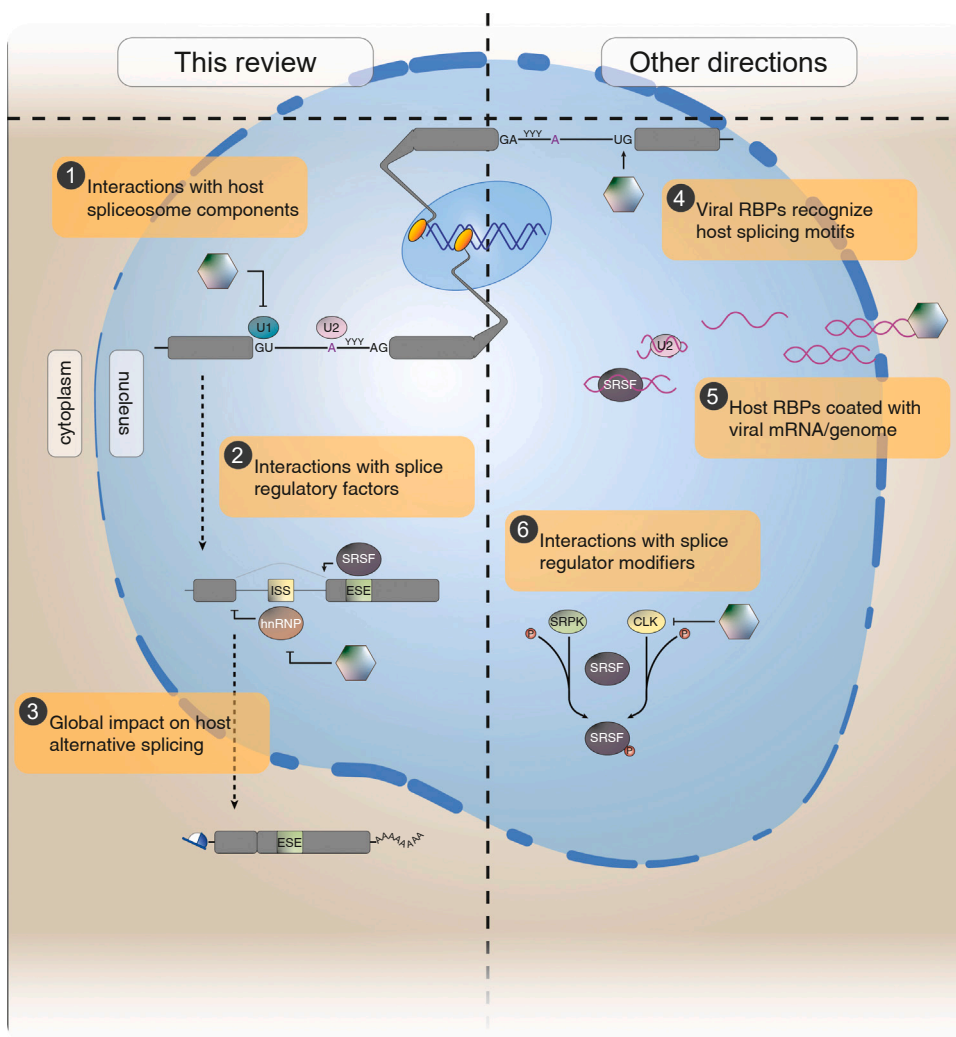 This review
Other directions
GA
YYY
A
UG
1
Interactions with host
spliceosome components
4
Viral RBPs recognize
host splicing motifs
U1
U2
GU
A
YYY
AG
U2
SRSF
cytoplasm
nucleus
5
Host RBPs coated with
viral mRNA/genome
2
Interactions with splice
regulatory factors
6
Interactions with splice
regulator modifiers
SRSF
ISS
ESE
hnRNP
SRPK
CLK
P
P
SRSF
SRSF
P
3
Global impact on host
alternative splicing
ESE
AAAAAAAA